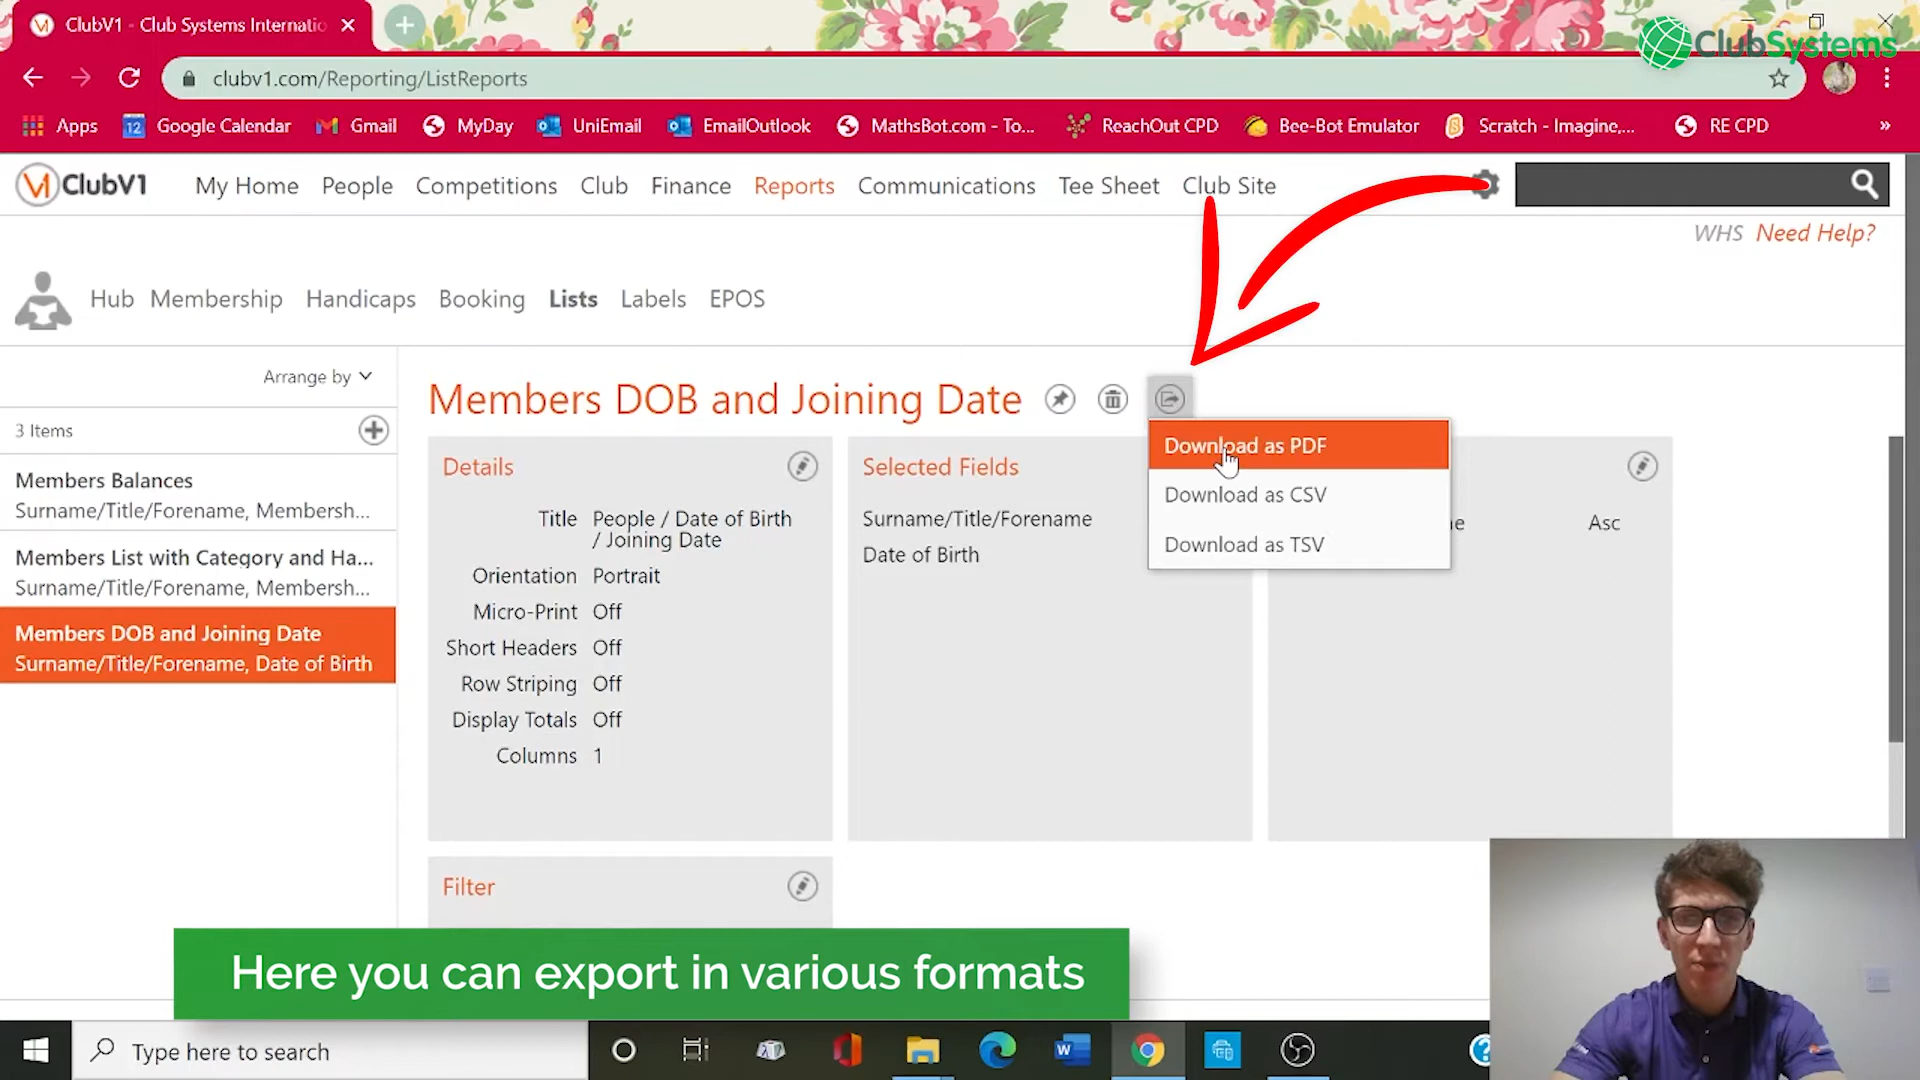 ClubV1 - Club Systems Internatio
ClubSystems
clubv1.com/Reporting/ListReports
Apps
12
Google Calendar
Gmail
MyDay
UniEmail
EmailOutlook
MathsBot.com - To...
ReachOut CPD
Bee-Bot Emulator
Scratch - Imagine,...
RE CPD
»
ClubV1
My Home
People
Competitions
Club
Finance
Reports
Communications
Tee Sheet
Club Site
WHS
Need Help?
Hub
Membership
Handicaps
Booking
Lists
Labels
EPOS
Arrange by
3 Items
Members Balances
Surname/Title/Forename, Membersh...
Members List with Category and Ha...
Surname/Title/Forename, Membersh...
Members DOB and Joining Date
Surname/Title/Forename, Date of Birth
Members DOB and Joining Date
Download as PDF
Download as CSV
Download as TSV
Details
Title People / Date of Birth
/ Joining Date
Orientation Portrait
Micro-Print Off
Short Headers Off
Row Striping Off
Display Totals Off
Columns 1
Selected Fields
Surname/Title/Forename
Date of Birth
Asc
Filter
Here you can export in various formats
Type here to search